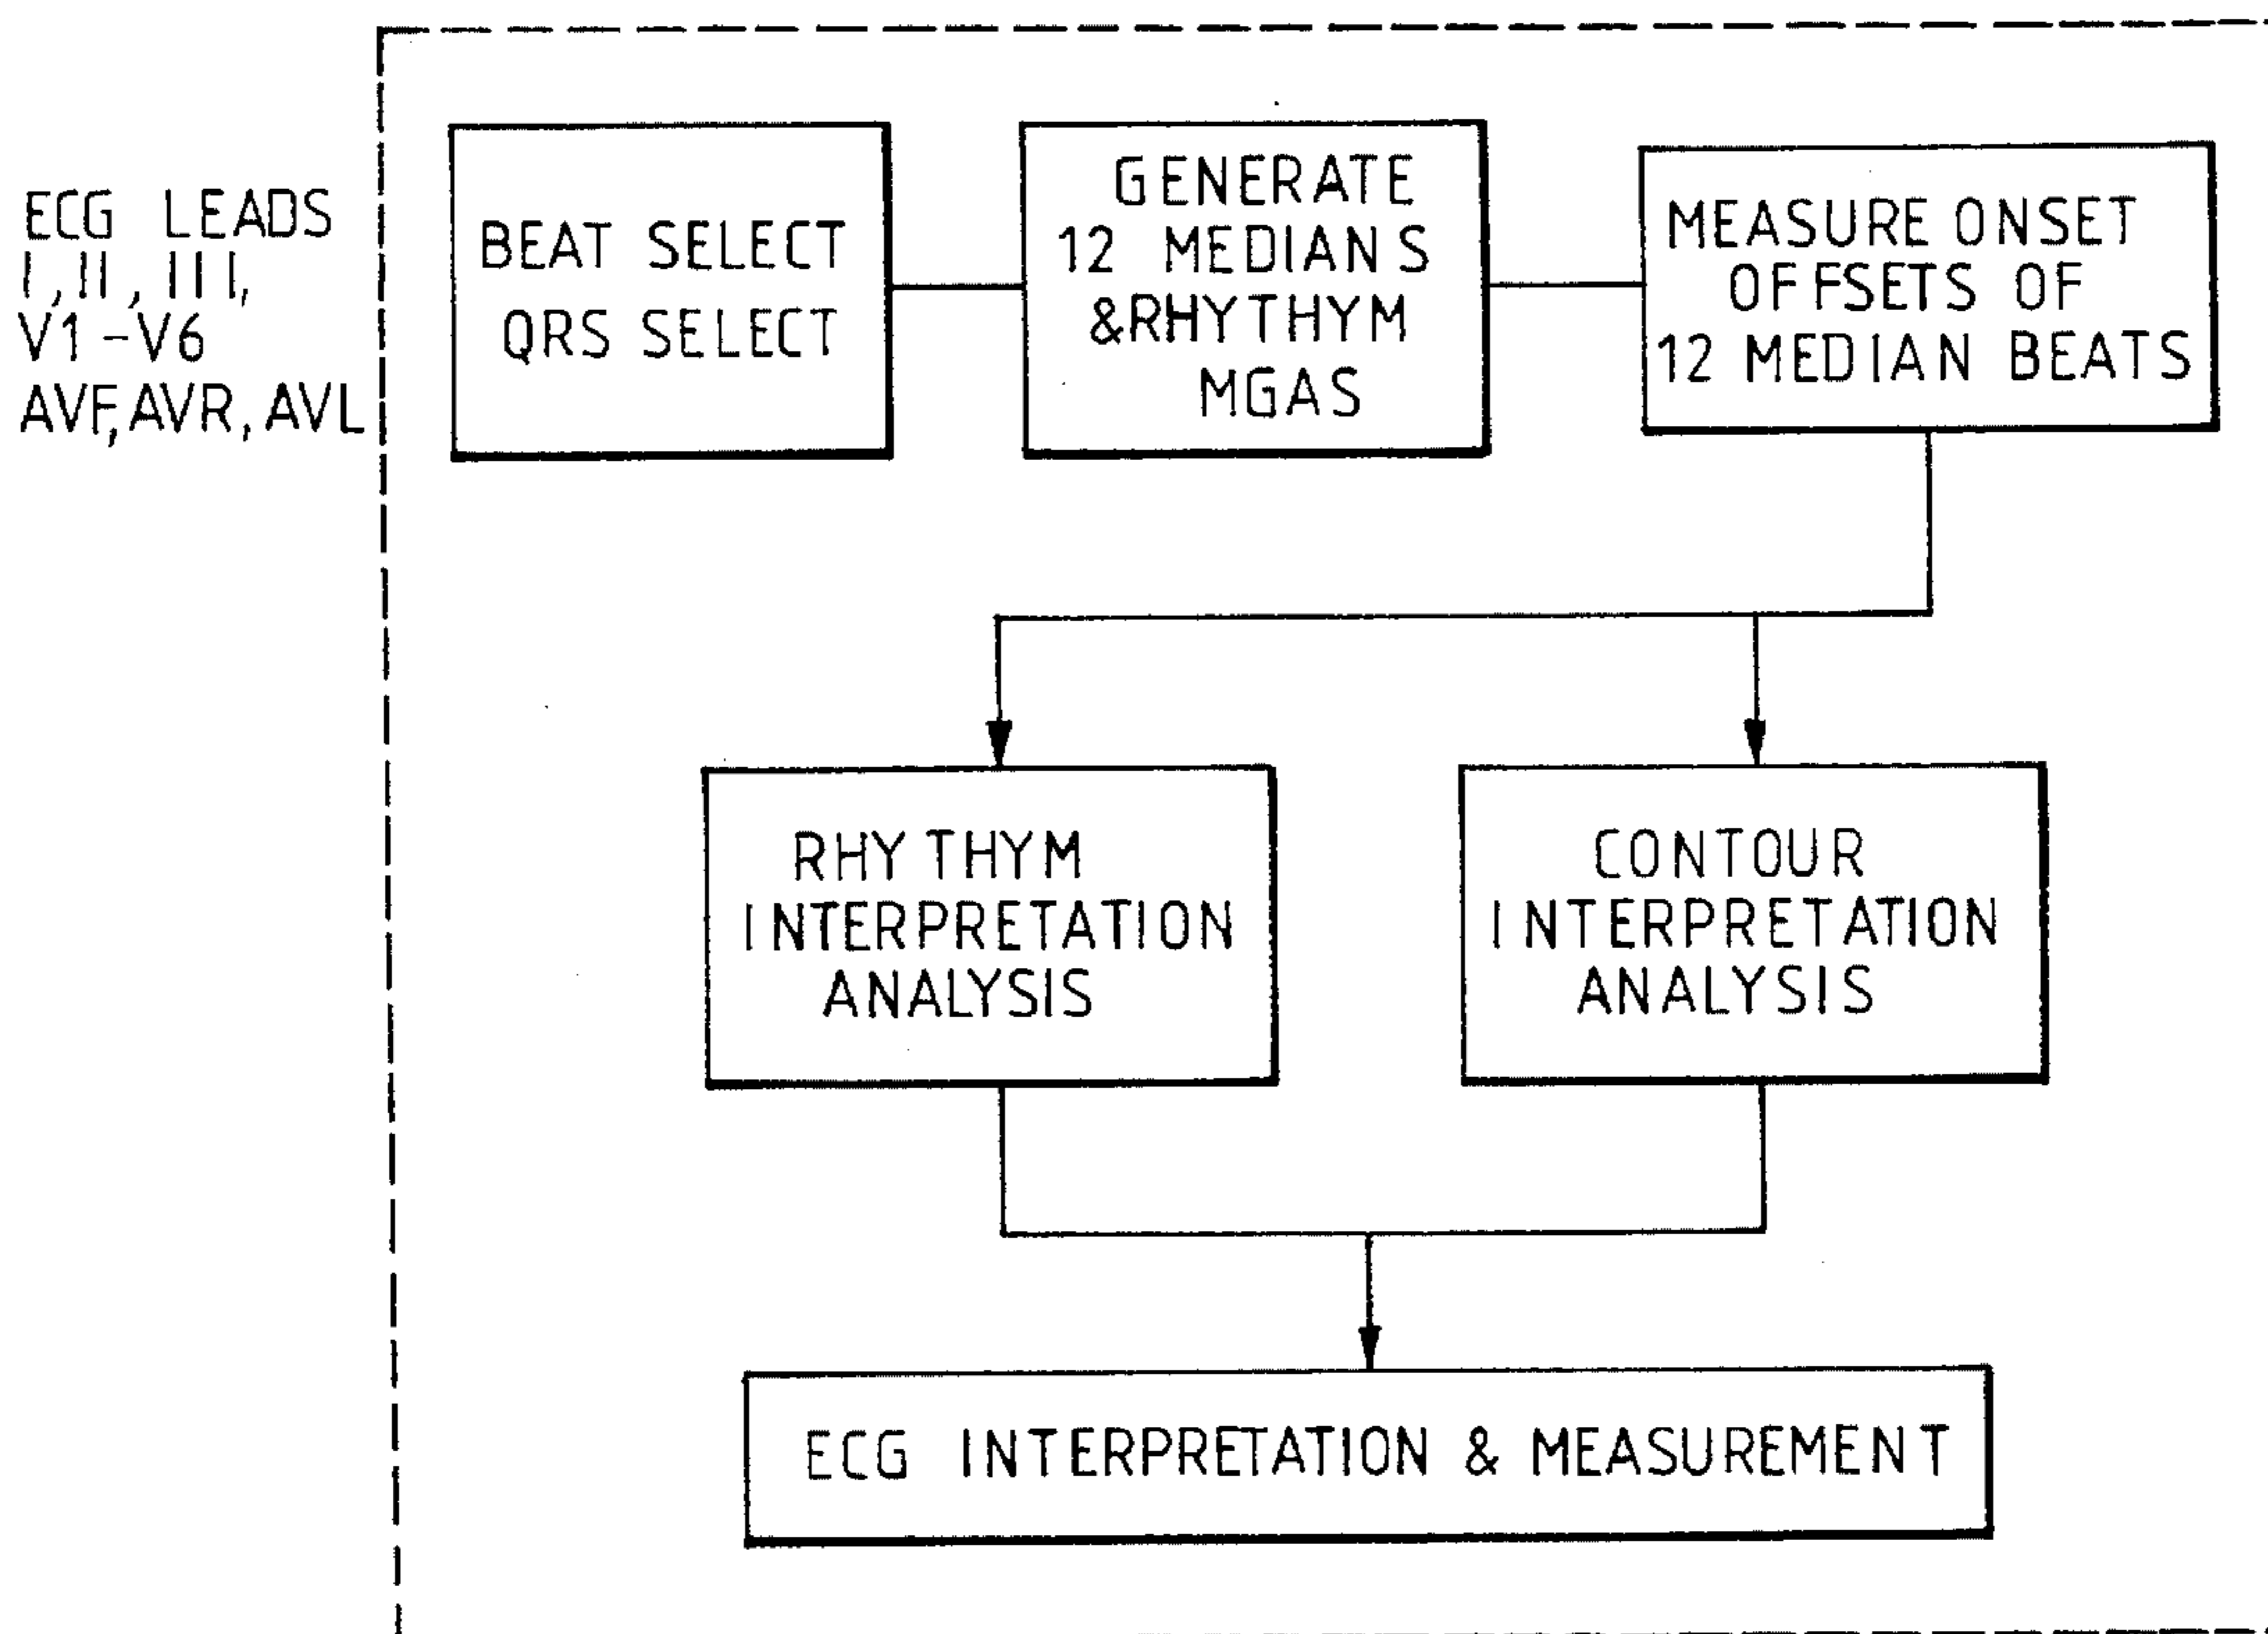 ECG LEADS
I, II, III,
V1-V6
AVF, AVR, AVL
BEAT SELECT
QRS SELECT
GENERATE
12 MEDIANS
&RHYTHYM
MGAS
MEASURE ONSET
OFFSETS OF
12 MEDIAN BEATS
RHYTHYM
INTERPRETATION
ANALYSIS
CONTOUR
INTERPRETATION
ANALYSIS
ECG INTERPRETATION & MEASUREMENT